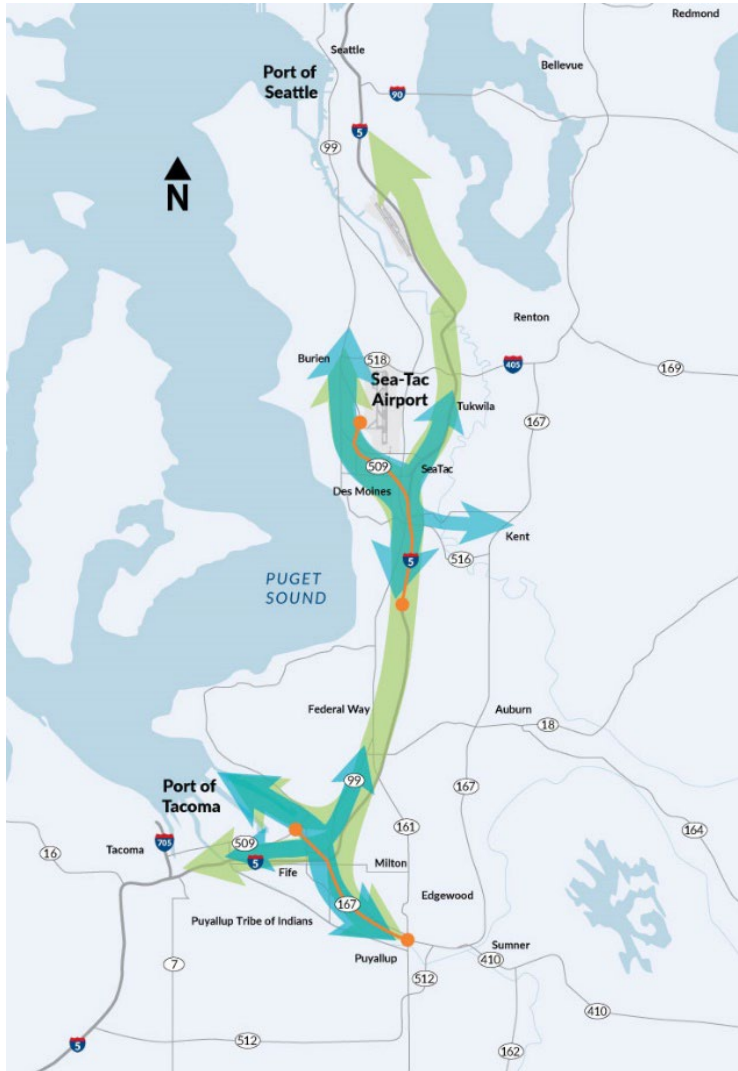 Redmond
Seattle
Bellevue
Port of
Seattle
90
5
99
N
Renton
Burien
518
405
169
Sea-Tac
Airport
Tukwila
167
509
SeaTac
Des Moines
Kent
5
516
PUGET
SOUND
Federal Way
Auburn
18
99
167
Port of
Tacoma
161
164
705
509
16
Tacoma
5
Milton
Fife
Edgewood
167
Puyallup Tribe of Indians
Sumner
Puyallup
410
7
512
410
512
5
162